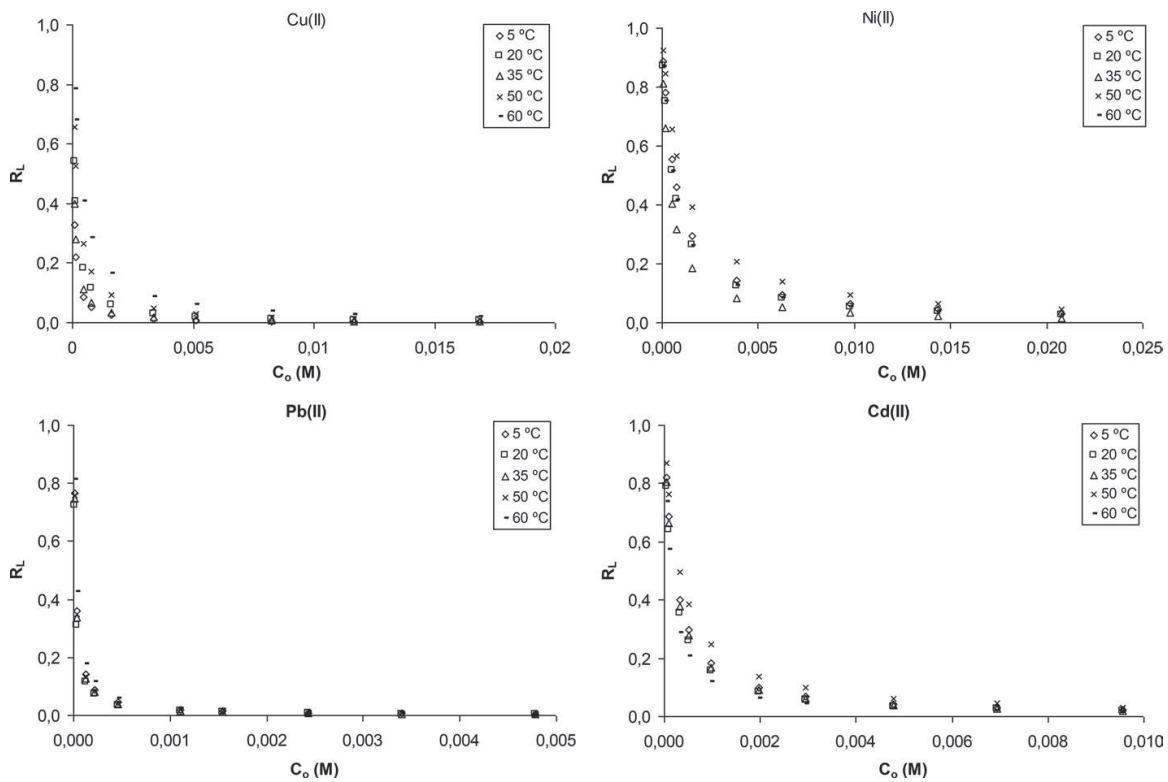 Cu(II)
1,0
0,8
0,6
0,4
0,2
0,0
R_L
0
0,005
0,01
0,015
0,02
C_o (M)
5 ºC
20 ºC
35 ºC
50 ºC
60 ºC
Ni(II)
1,0
0,8
0,6
0,4
0,2
0,0
R_L
0,000
0,005
0,010
0,015
0,020
0,025
C_o (M)
5 ºC
20 ºC
35 ºC
50 ºC
60 ºC
Pb(II)
1,0
0,8
0,6
0,4
0,2
0,0
R_L
0,000
0,001
0,002
0,003
0,004
0,005
C_o (M)
5 ºC
20 ºC
35 ºC
50 ºC
60 ºC
Cd(II)
1,0
0,8
0,6
0,4
0,2
0,0
R_L
0,000
0,002
0,004
0,006
0,008
0,010
C_o (M)
5 ºC
20 ºC
35 ºC
50 ºC
60 ºC